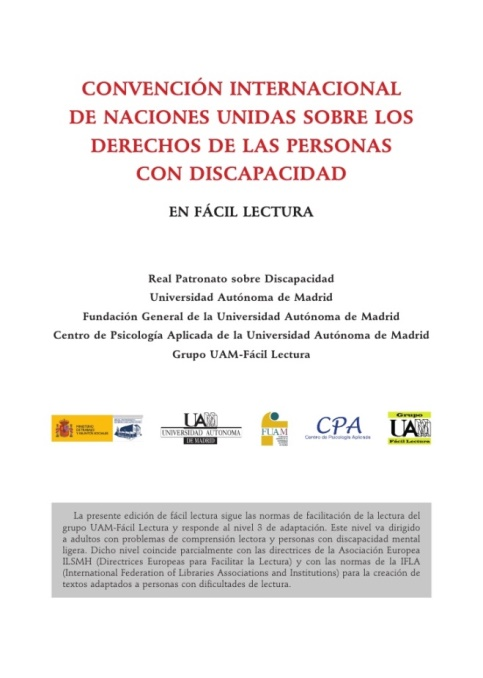 CONVENCIÓN INTERNACIONAL
DE NACIONES UNIDAS SOBRE LOS
DERECHOS DE LAS PERSONAS
CON DISCAPACIDAD
EN FÁCIL LECTURA
Real Patronato sobre Discapacidad
Universidad Autónoma de Madrid
Fundación General de la Universidad Autónoma de Madrid
Centro de Psicología Aplicada de la Universidad Autónoma de Madrid
Grupo UAM-Fácil Lectura
MINISTERIO
DE TRABAJO
Y ASUNTOS SOCIALES
UAM
UNIVERSIDAD AUTONOMA
DE MADRID
FUAM
CPA
Centro de Psicología Aplicada
Grupo
UAM
Fácil Lectura
La presente edición de fácil lectura sigue las normas de facilitación de la lectura del
grupo UAM-Fácil Lectura y responde al nivel 3 de adaptación. Este nivel va dirigido
a adultos con problemas de comprensión lectora y personas con discapacidad mental
ligera. Dicho nivel coincide parcialmente con las directrices de la Asociación Europea
ILSMH (Directrices Europeas para Facilitar la Lectura) y con las normas de la IFLA
(International Federation of Libraries Associations and Institutions) para la creación de
textos adaptados a personas con dificultades de lectura.